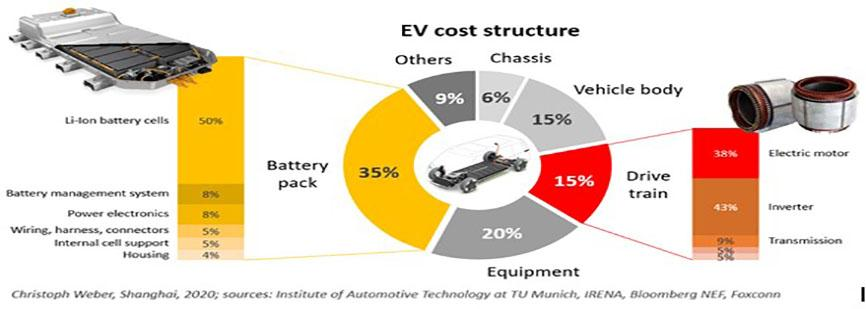 EV cost structure
Others
Chassis
9%
6%
Vehicle body
15%
Li-Ion battery cells
50%
Battery pack
35%
15%
Drive train
38%
Electric motor
43%
Inverter
Battery management system
8%
Power electronics
8%
Wiring, harness, connectors
5%
Internal cell support
5%
Housing
4%
20%
Equipment
9%
Transmission
5%
5%
Christoph Weber, Shanghai, 2020; sources: Institute of Automotive Technology at TU Munich, IRENA, Bloomberg NEF, Foxconn